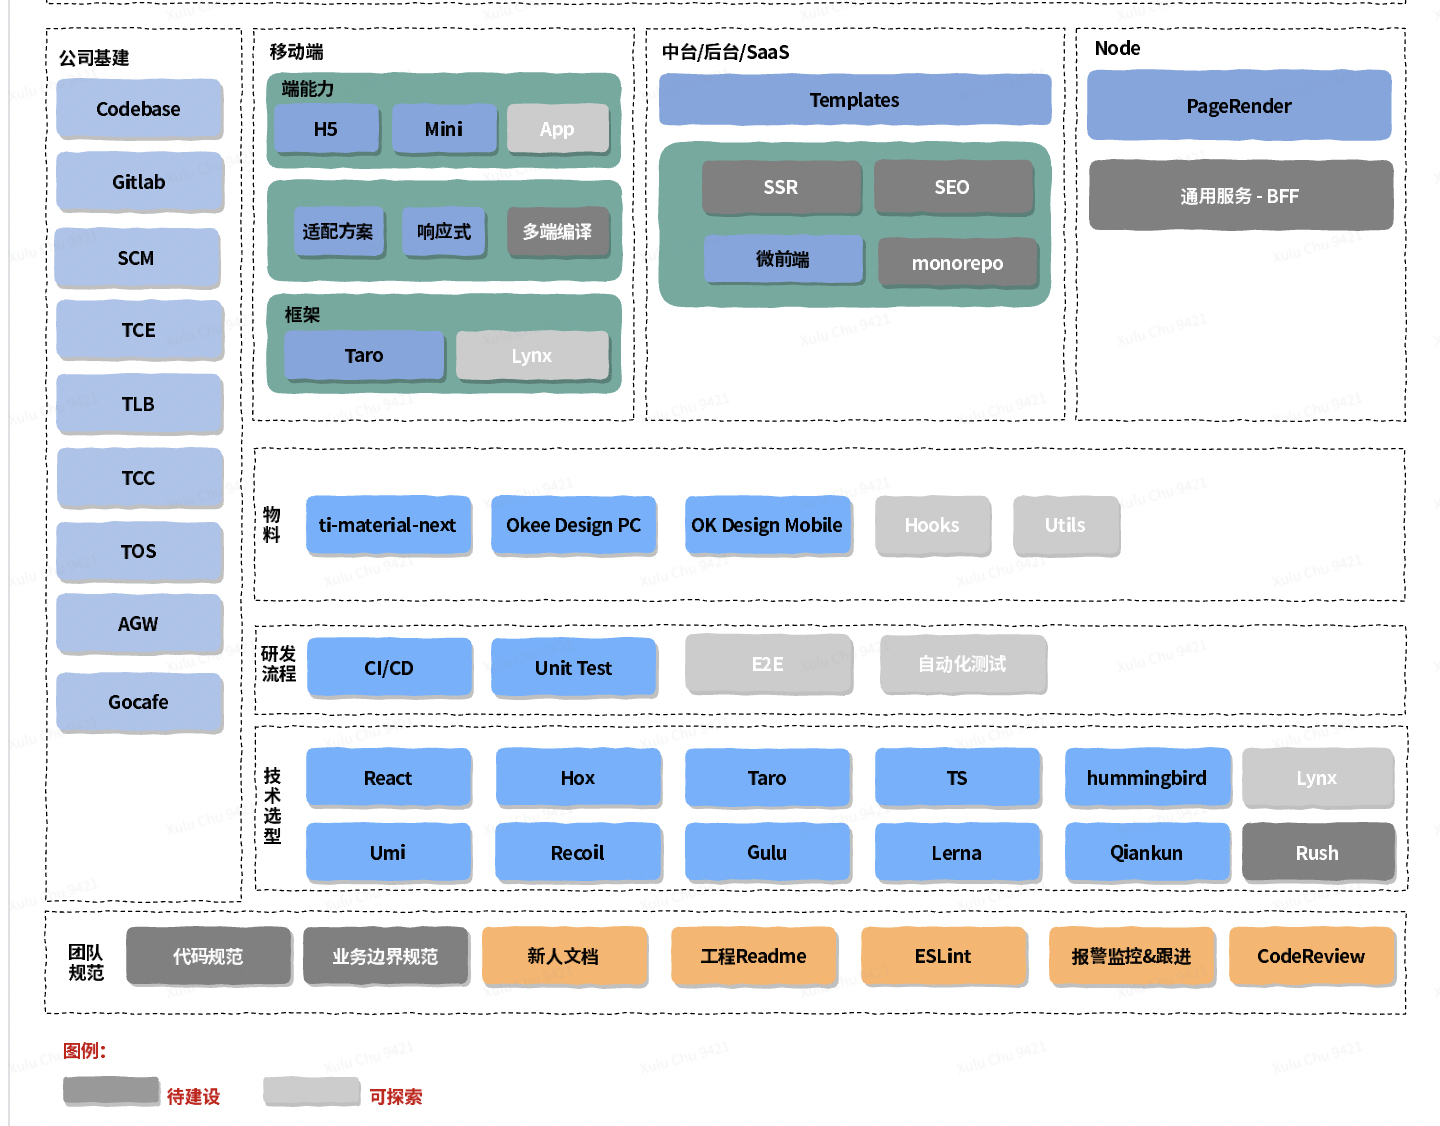 公司基建
Codebase
Gitlab
SCM
TCE
TLB
TCC
TOS
AGW
Gocafe
移动端
端能力
H5
Mini
App
适配方案
响应式
多端编译
框架
Taro
Lynx
中台/后台/SaaS
Templates
SSR
SEO
微前端
monorepo
Node
PageRender
通用服务 - BFF
物
料
ti-material-next
Okee Design PC
OK Design Mobile
Hooks
Utils
研发
流程
CI/CD
Unit Test
E2E
自动化测试
技
术
选
型
React
Hox
Taro
TS
hummingbird
Lynx
Umi
Recoil
Gulu
Lerna
Qiankun
Rush
团队
规范
代码规范
业务边界规范
新人文档
工程Readme
ESLint
报警监控&跟进
CodeReview
图例：
待建设
可探索
Xulu Chu 9421